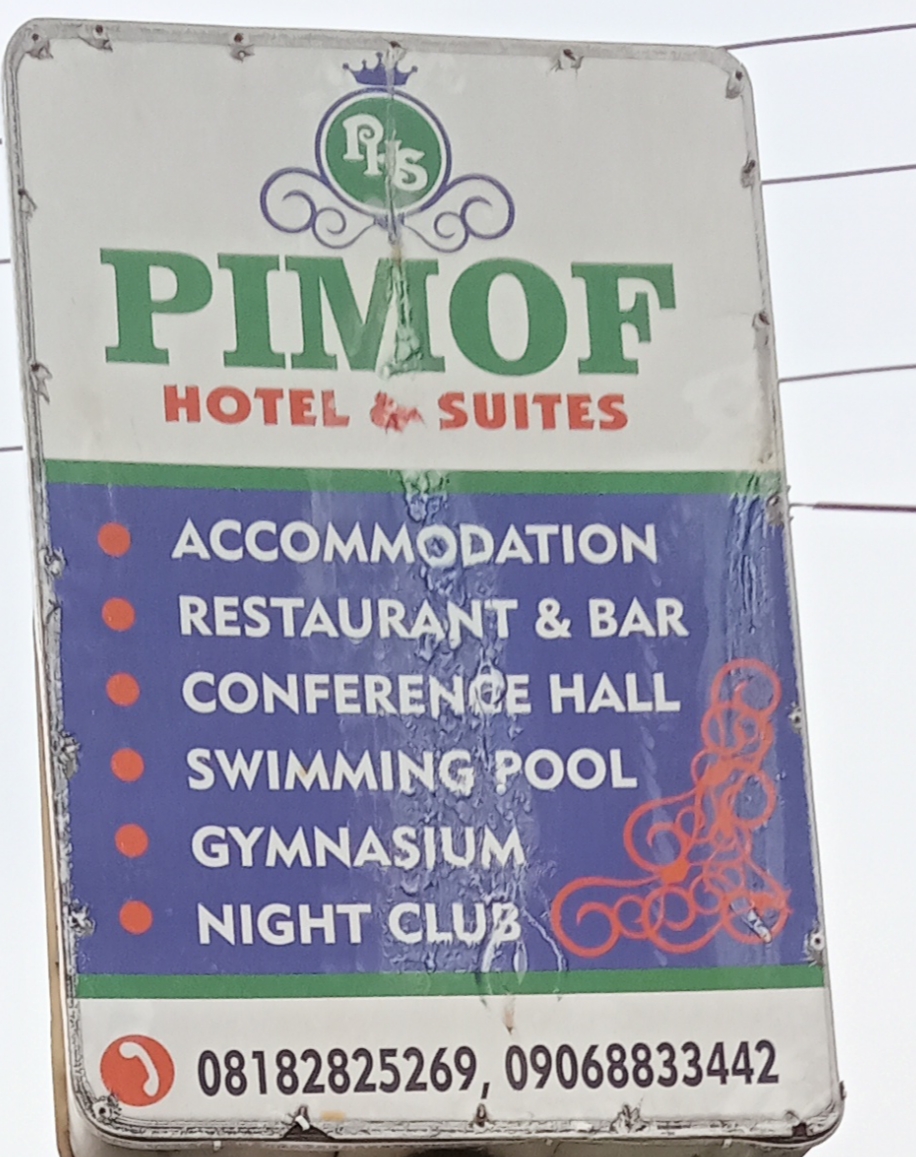 PHS
PIMOF
HOTEL & SUITES
ACCOMMODATION
RESTAURANT & BAR
CONFERENCE HALL
SWIMMING POOL
GYMNASIUM
NIGHT CLUB
08182825269, 09068833442